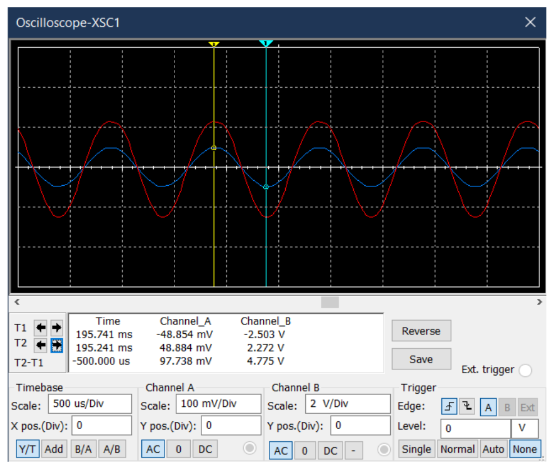 Oscilloscope-XSC1
1 2
Time Channel_A Channel_B
T1 195.741 ms -48.854 mV -2.503 V
T2 195.241 ms 48.884 mV 2.272 V
T2-T1 -500.000 us 97.738 mV 4.775 V
Reverse
Save
Ext. trigger
Timebase Channel A Channel B Trigger
Scale: 500 us/Div Scale: 100 mV/Div Scale: 2 V/Div Edge: A B Ext
X pos.(Div): 0 Y pos.(Div): 0 Y pos.(Div): 0 Level: 0 V
Y/T Add B/A A/B AC 0 DC AC 0 DC - Single Normal Auto None